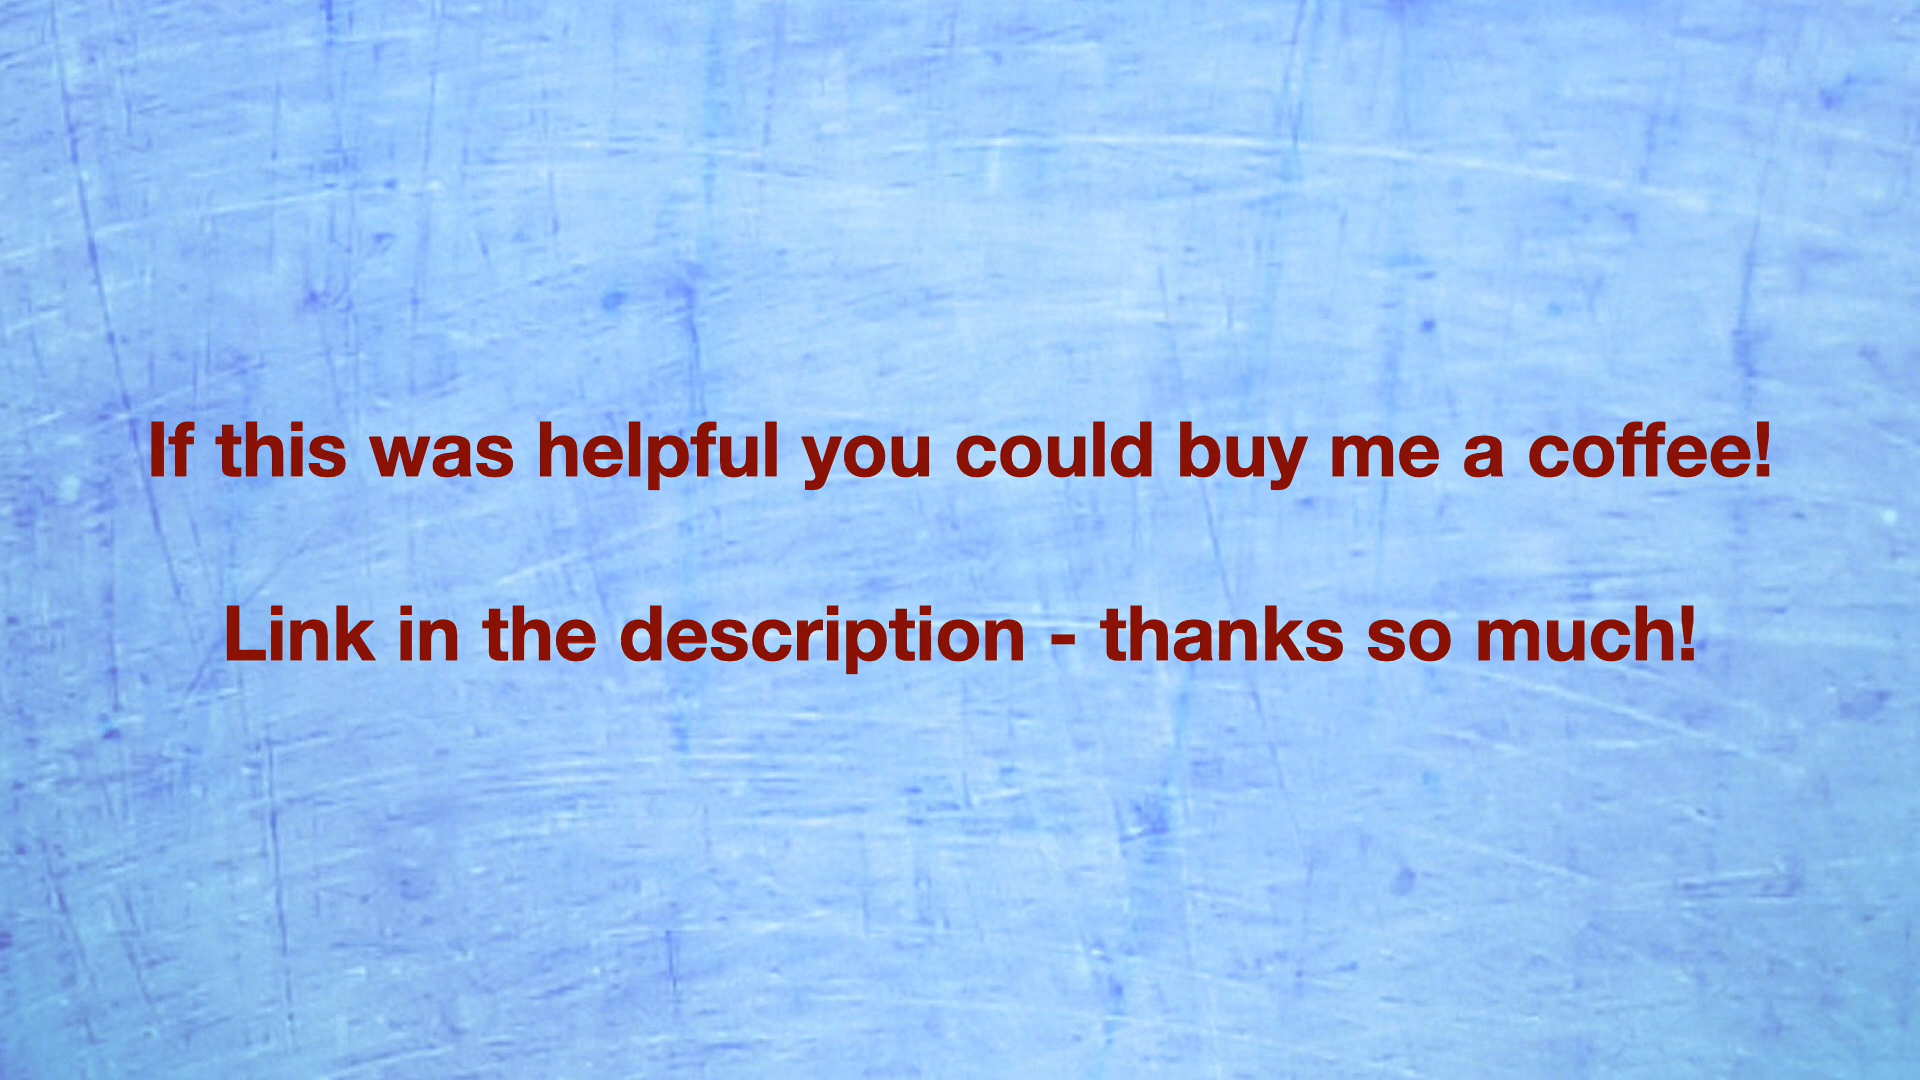 If this was helpful you could buy me a coffee!
Link in the description - thanks so much!